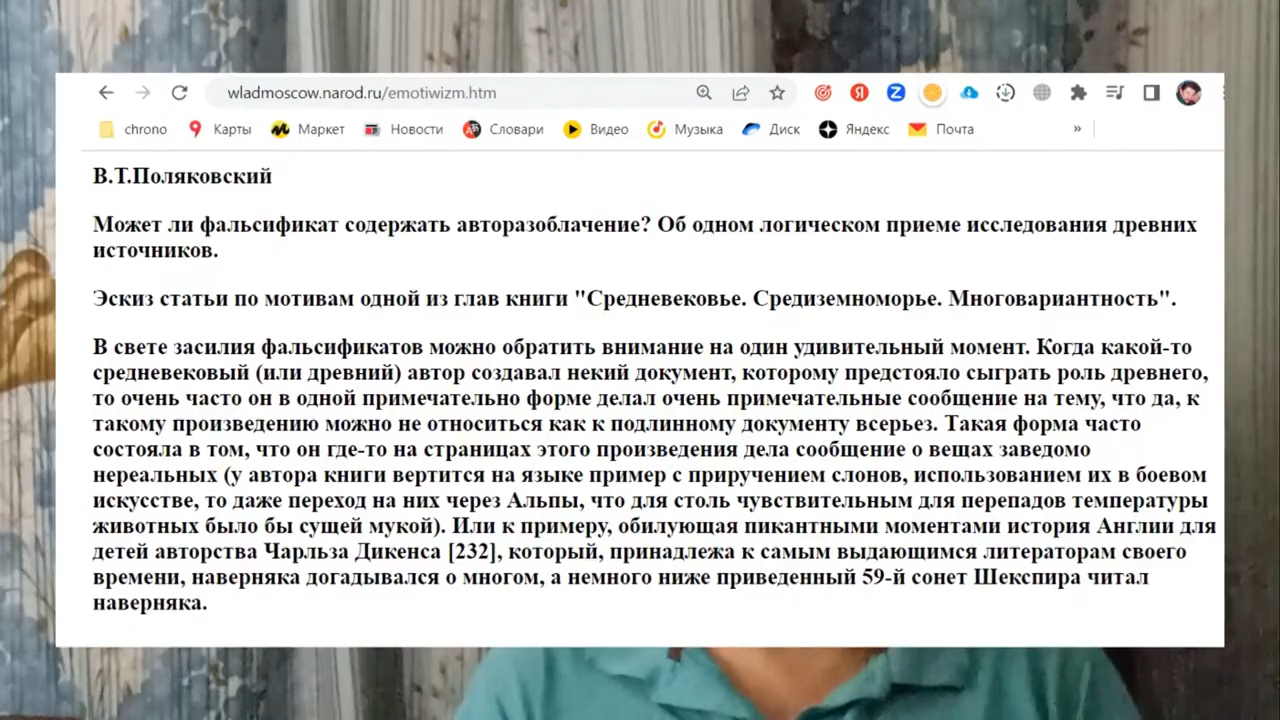 wladmoscow.narod.ru/emotiwizm.htm
chrono Карты Маркет Новости Словари Видео Музыка Диск Яндекс Почта »
В.Т.Поляковский
Может ли фальсификат содержать авторазоблачение? Об одном логическом приеме исследования древних
источников.
Эскиз статьи по мотивам одной из глав книги "Средневековье. Средиземноморье. Многовариантность".
В свете засилия фальсификатов можно обратить внимание на один удивительный момент. Когда какой-то
средневековый (или древний) автор создавал некий документ, которому предстояло сыграть роль древнего,
то очень часто он в одной примечательно форме делал очень примечательные сообщение на тему, что да, к
такому произведению можно не относиться как к подлинному документу всерьез. Такая форма часто
состояла в том, что он где-то на страницах этого произведения дела сообщение о вещах заведомо
нереальных (у автора книги вертится на языке пример с приручением слонов, использованием их в боевом
искусстве, то даже переход на них через Альпы, что для столь чувствительным для перепадов температуры
животных было бы сущей мукой). Или к примеру, обилующая пикантными моментами история Англии для
детей авторства Чарльза Дикенса [232], который, принадлежа к самым выдающимся литераторам своего
времени, наверняка догадывался о многом, а немного ниже приведенный 59-й сонет Шекспира читал
наверняка.